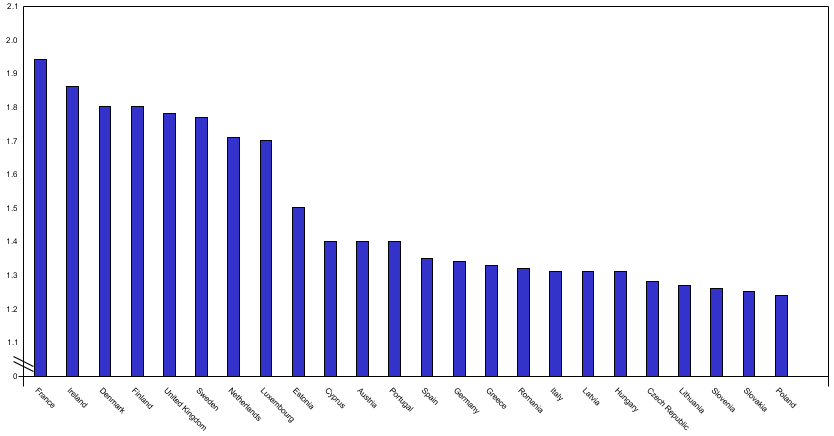 2.1
2.0
1.9
1.8
1.7
1.6
1.5
1.4
1.3
1.2
1.1
0
France
Ireland
Denmark
Finland
United Kingdom
Sweden
Netherlands
Luxembourg
Estonia
Cyprus
Austria
Portugal
Spain
Germany
Greece
Romania
Italy
Latvia
Hungary
Czech Republic
Lithuania
Slovenia
Slovakia
Poland